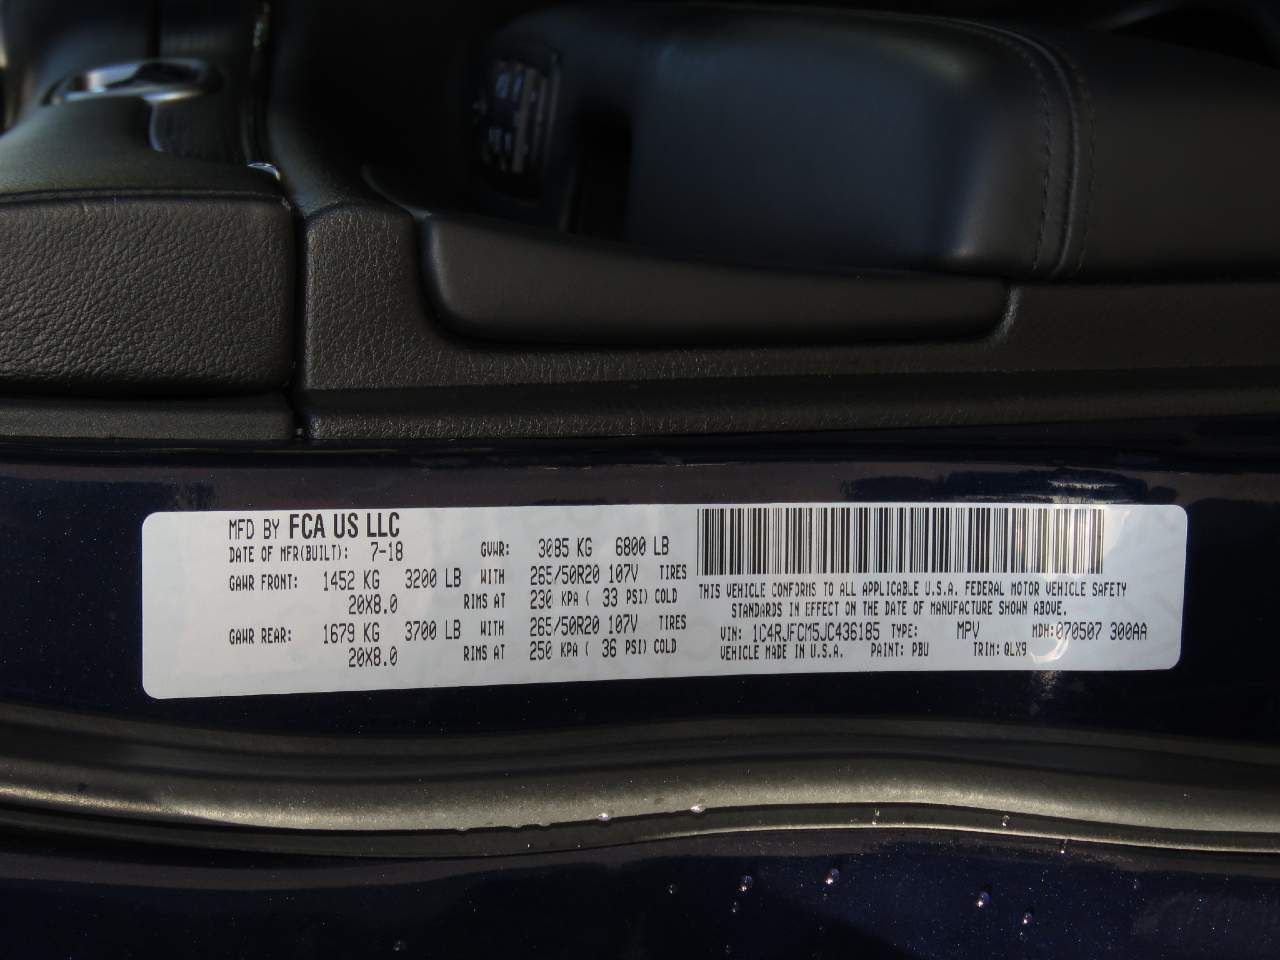 MFD BY FCA US LLC
DATE OF MFR(BUILT): 7-18 GVWR: 3085 KG 6800 LB
GAWR FRONT: 1452 KG 3200 LB WITH 265/50R20 107V TIRES
20X8.0 RIMS AT 230 KPA ( 33 PSI) COLD
GAWR REAR: 1679 KG 3700 LB WITH 265/50R20 107V TIRES
20X8.0 RIMS AT 250 KPA ( 36 PSI) COLD
THIS VEHICLE CONFORMS TO ALL APPLICABLE U.S.A. FEDERAL MOTOR VEHICLE SAFETY
STANDARDS IN EFFECT ON THE DATE OF MANUFACTURE SHOWN ABOVE.
VIN: 1C4RJFCM5JC436185 TYPE: MPV MDH:070507 300AA
VEHICLE MADE IN U.S.A. PAINT: PBU TRIM: QLX9